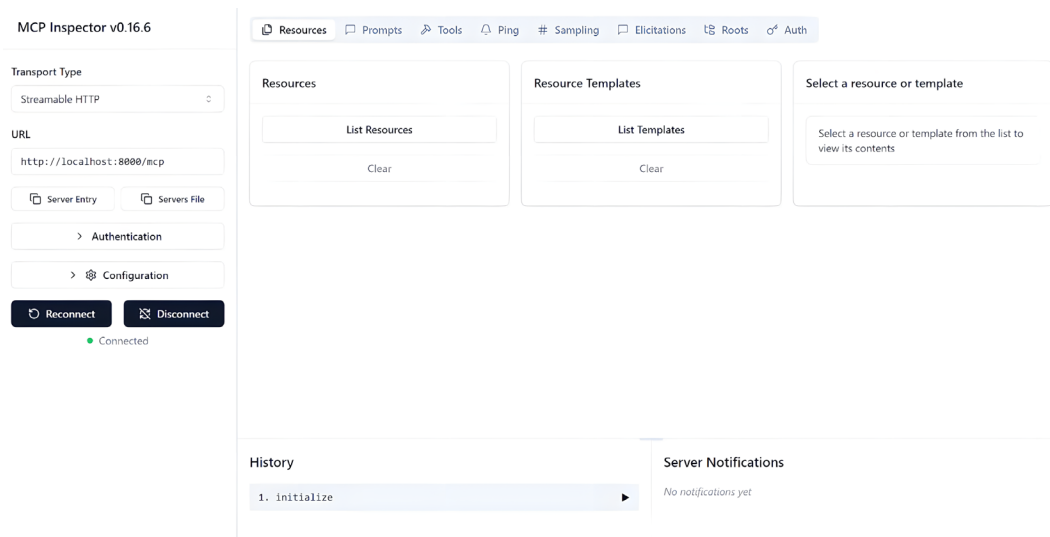 MCP Inspector v0.16.6
Transport Type
Streamable HTTP
URL
http://localhost:8000/mcp
Server Entry
Servers File
Authentication
Configuration
Reconnect
Disconnect
Connected
Resources
Prompts
Tools
Ping
Sampling
Elicitations
Roots
Auth
Resources
List Resources
Clear
Resource Templates
List Templates
Clear
Select a resource or template
Select a resource or template from the list to
view its contents
History
1. initialize
Server Notifications
No notifications yet